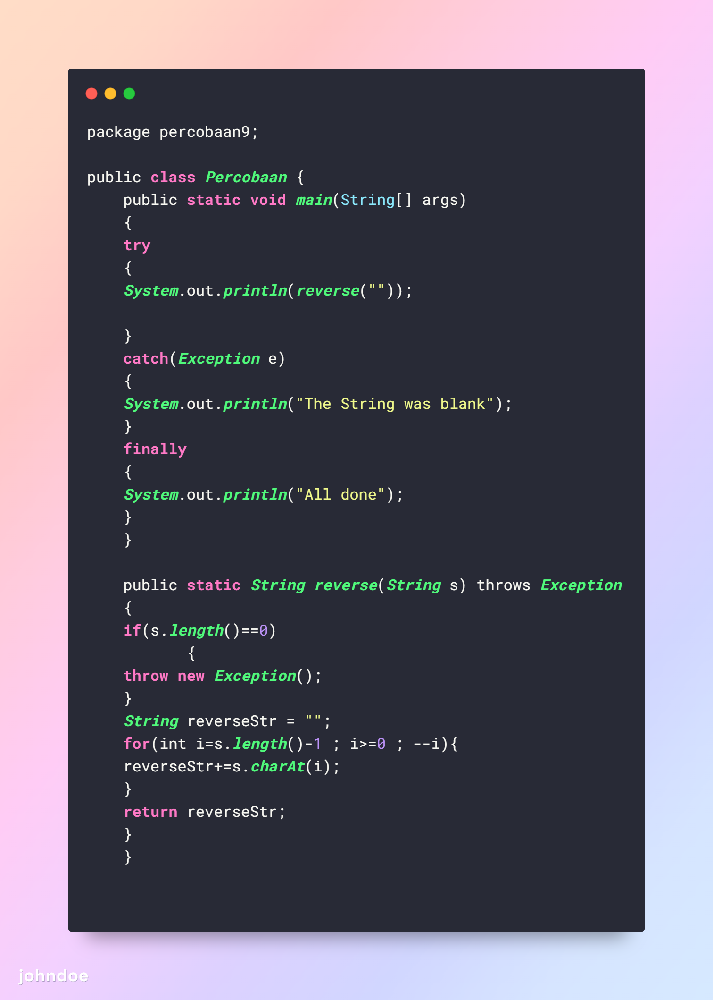 package percobaan9;
public class Percobaan {
public static void main(String[] args)
{
try
{
System.out.println(reverse(""));
}
catch(Exception e)
{
System.out.println("The String was blank");
}
finally
{
System.out.println("All done");
}
}
public static String reverse(String s) throws Exception
{
if(s.length()==0)
{
throw new Exception();
}
String reverseStr = "";
for(int i=s.length()-1 ; i>=0 ; --i){
reverseStr+=s.charAt(i);
}
return reverseStr;
}
}
johndoe